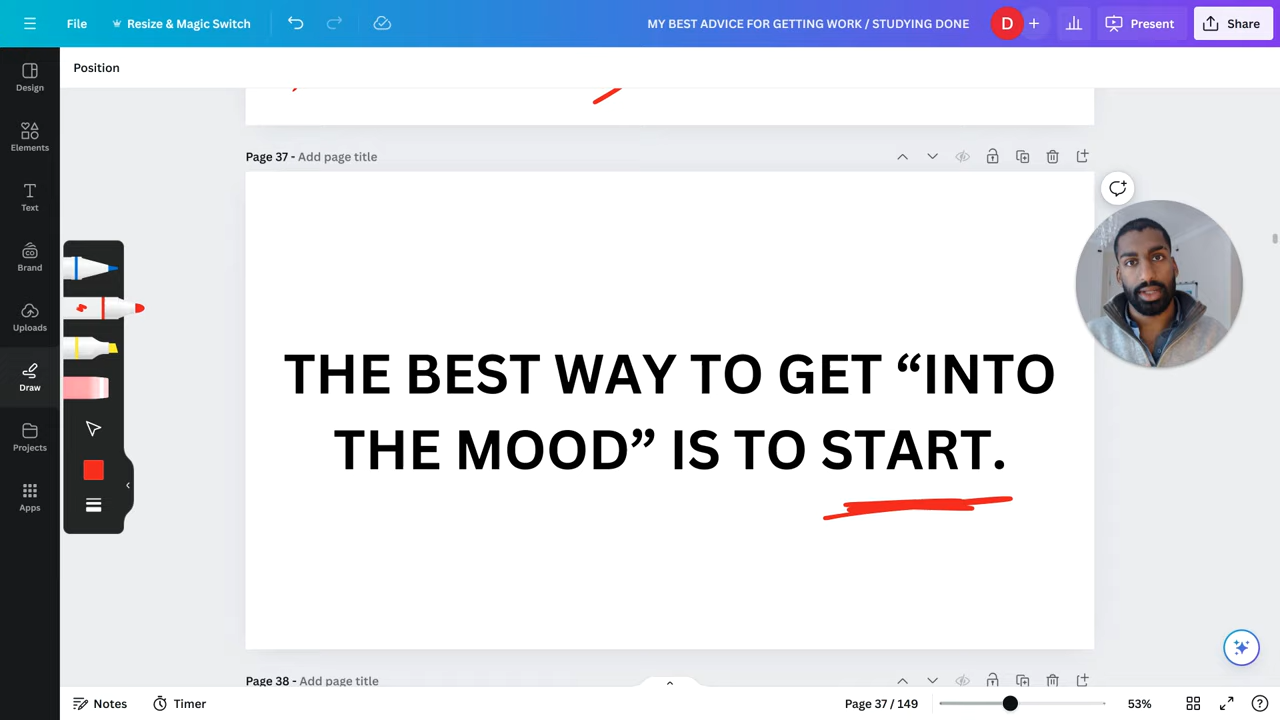 File
Resize & Magic Switch
MY BEST ADVICE FOR GETTING WORK / STUDYING DONE
D
Present
Share
Position
Design
Elements
Text
Brand
Uploads
Draw
Projects
Apps
Page 37 - Add page title
THE BEST WAY TO GET “INTO
THE MOOD” IS TO START.
Page 38 - Add page title
Notes
Timer
Page 37 / 149
53%